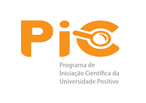 PiC
Programa de
Iniciação Científica da
Universidade Positivo